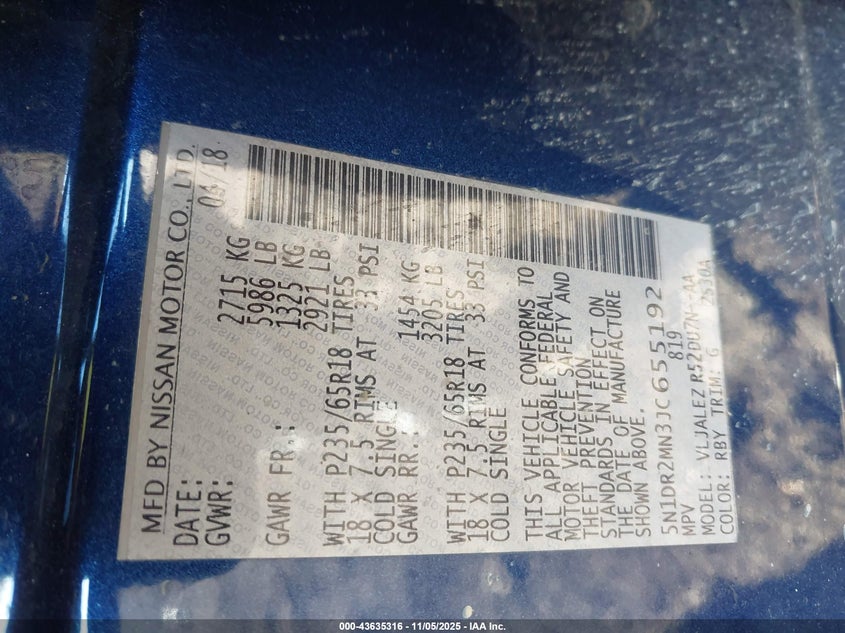 MFD BY NISSAN MOTOR CO., LTD.
DATE: 04/18
GVWR: 2715 KG
5986 LB
GAWR FR.: 1325 KG
2921 LB
WITH P235/65R18 TIRES
18 X 7.5 RIMS AT 33 PSI
COLD SINGLE
GAWR RR.: 1454 KG
3205 LB
WITH P235/65R18 TIRES
18 X 7.5 RIMS AT 33 PSI
COLD SINGLE
THIS VEHICLE CONFORMS TO
ALL APPLICABLE FEDERAL
MOTOR VEHICLE SAFETY AND
THEFT PREVENTION
STANDARDS IN EFFECT ON
THE DATE OF MANUFACTURE
SHOWN ABOVE.
5N1DR2MN3JC655192
MPV 819
MODEL: VLJALEZ R52DU7N--AA
COLOR: RBY TRIM: G 2530A
000-43635316 - 11/05/2025 - IAA Inc.